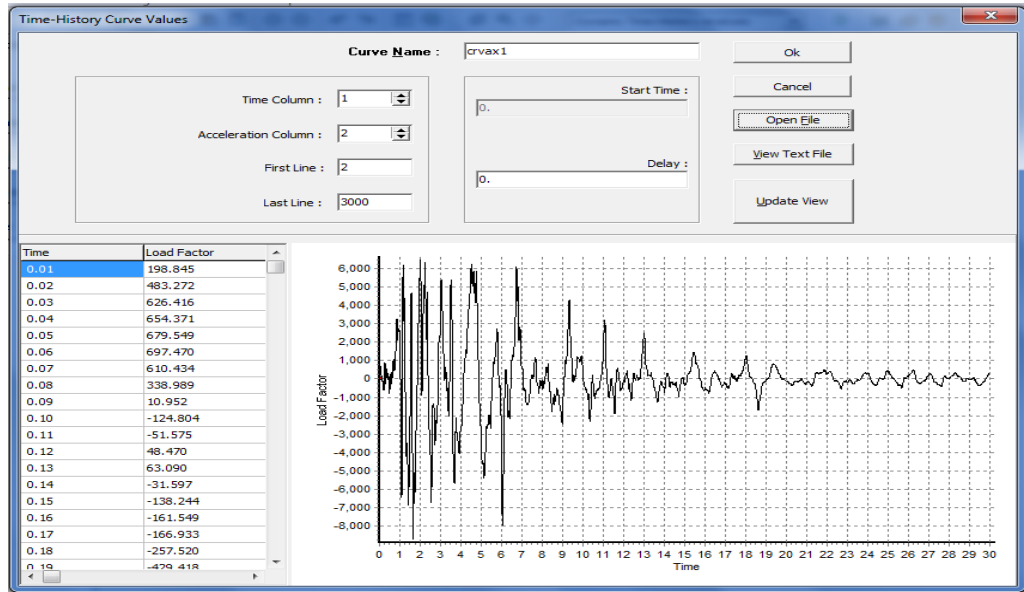 Time-History Curve Values
Curve Name : crvax1
Ok
Time Column : 1
Start Time :
0.
Cancel
Acceleration Column : 2
Open File
First Line : 2
Delay :
0.
View Text File
Last Line : 3000
Update View
Time Load Factor
0.01 198.845
0.02 483.272
0.03 626.416
0.04 654.371
0.05 679.549
0.06 697.470
0.07 610.434
0.08 338.989
0.09 10.952
0.10 -124.804
0.11 -51.575
0.12 48.470
0.13 63.090
0.14 -31.597
0.15 -138.244
0.16 -161.549
0.17 -166.933
0.18 -257.520
0.19 -429.418
6,000
5,000
4,000
3,000
2,000
1,000
0
-1,000
-2,000
-3,000
-4,000
-5,000
-6,000
-7,000
-8,000
Load Factor
0 1 2 3 4 5 6 7 8 9 10 11 12 13 14 15 16 17 18 19 20 21 22 23 24 25 26 27 28 29 30
Time